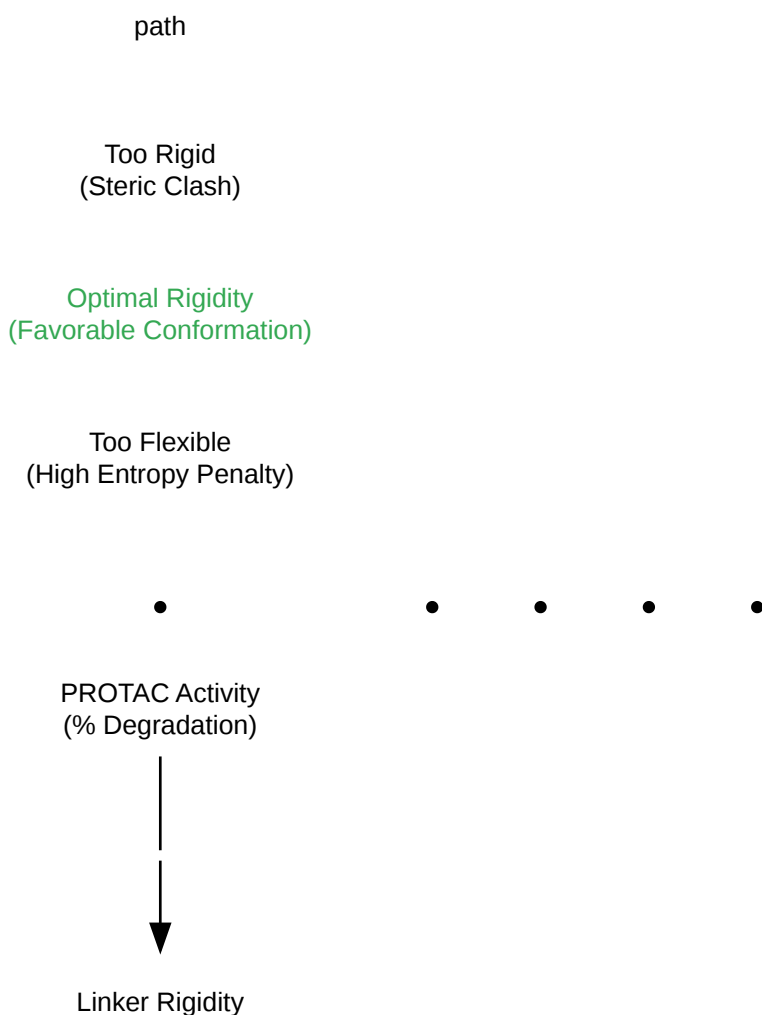 path
Too Rigid
(Steric Clash)
Optimal Rigidity
(Favorable Conformation)
Too Flexible
(High Entropy Penalty)
PROTAC Activity
(% Degradation)
Linker Rigidity